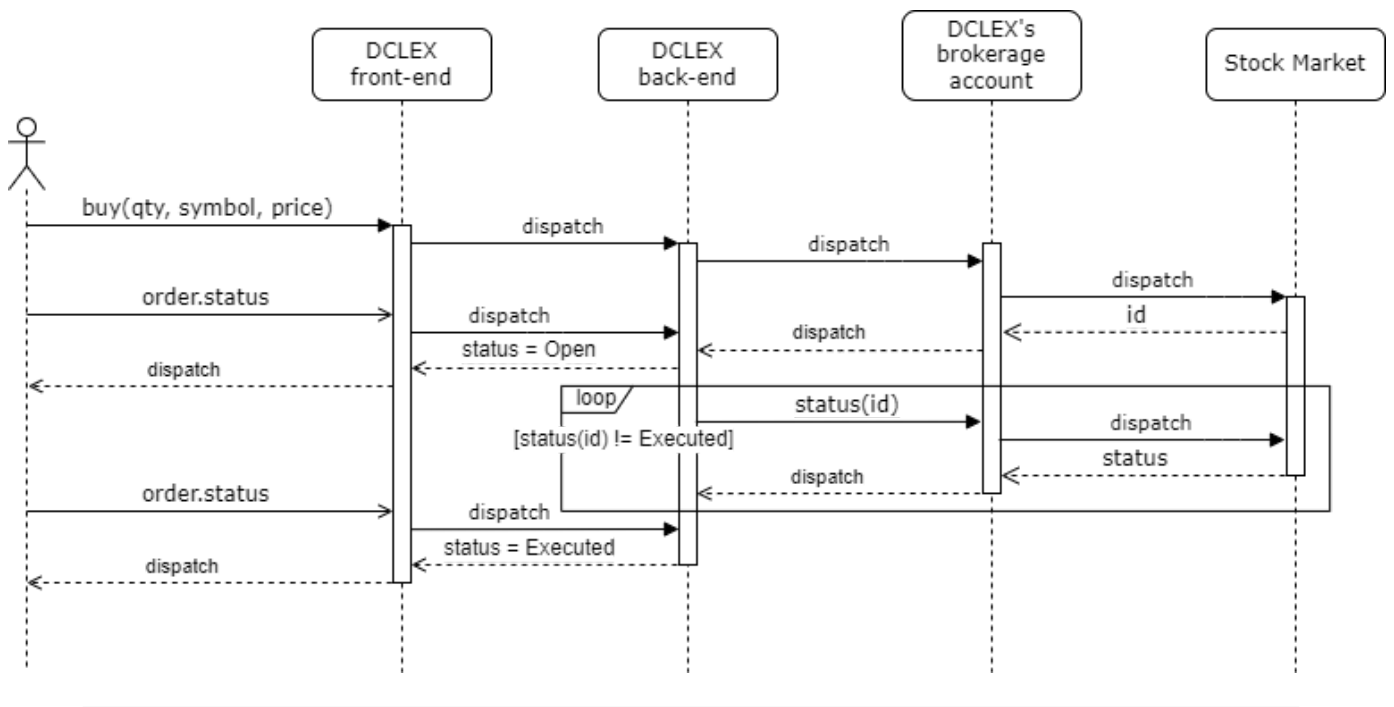 DCLEX
front-end
DCLEX
back-end
DCLEX's
brokerage
account
Stock Market
buy(qty, symbol, price)
dispatch
dispatch
dispatch
order.status
id
dispatch
dispatch
status = Open
dispatch
loop
status(id)
[status(id) != Executed]
dispatch
status
dispatch
order.status
dispatch
status = Executed
dispatch